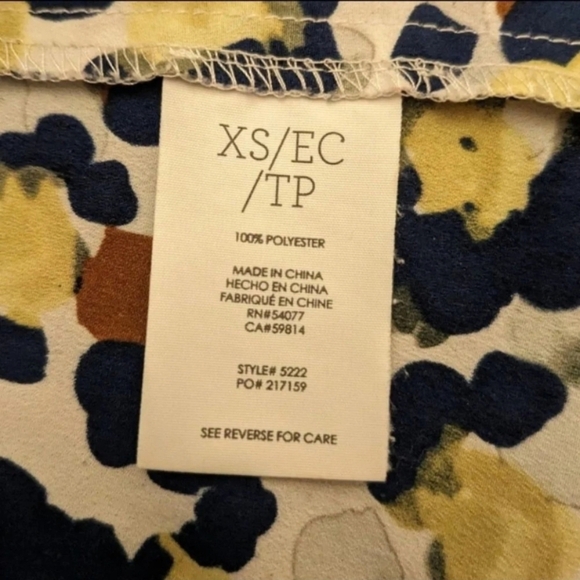 XS/EC
/TP
100% POLYESTER
MADE IN CHINA
HECHO EN CHINA
FABRIQUÉ EN CHINE
RN#54077
CA#59814
STYLE# 5222
PO# 217159
SEE REVERSE FOR CARE